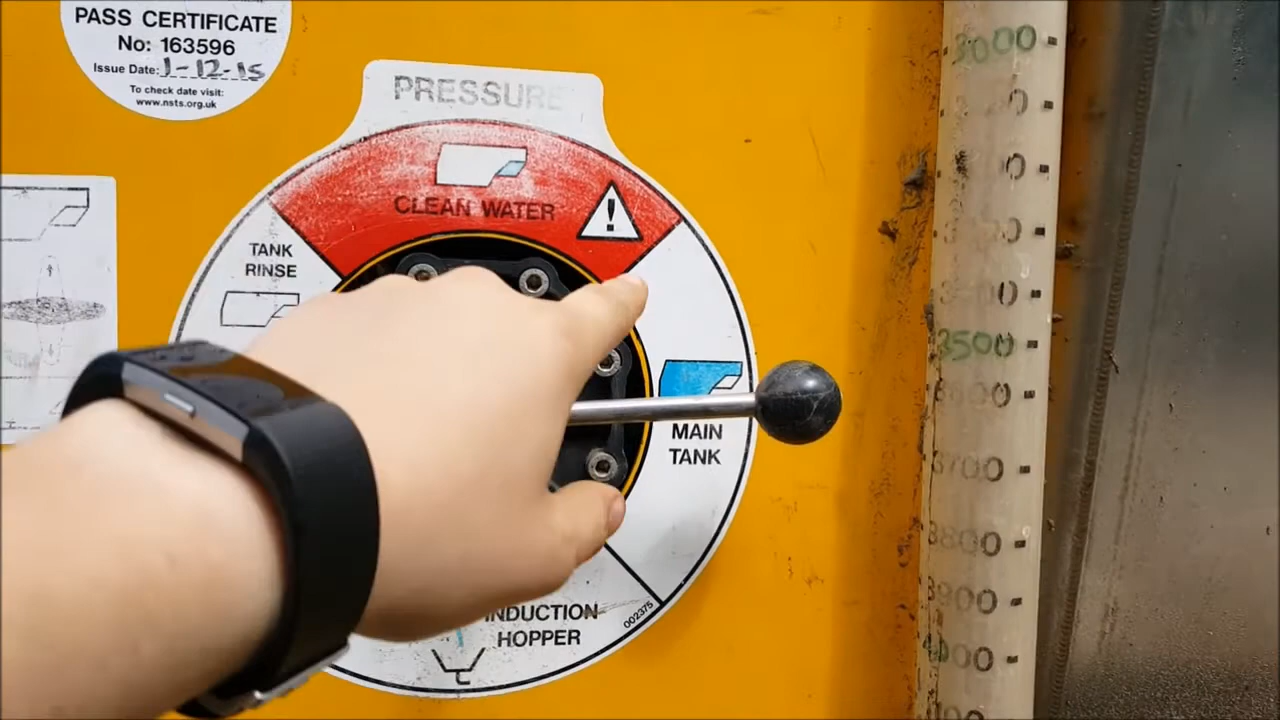 PASS CERTIFICATE
No: 163596
Issue Date: 1-12-15
To check date visit:
www.nsts.org.uk
PRESSURE
CLEAN WATER
!
TANK
RINSE
MAIN
TANK
INDUCTION
HOPPER
002375
3000
3500
3700
3800
3900